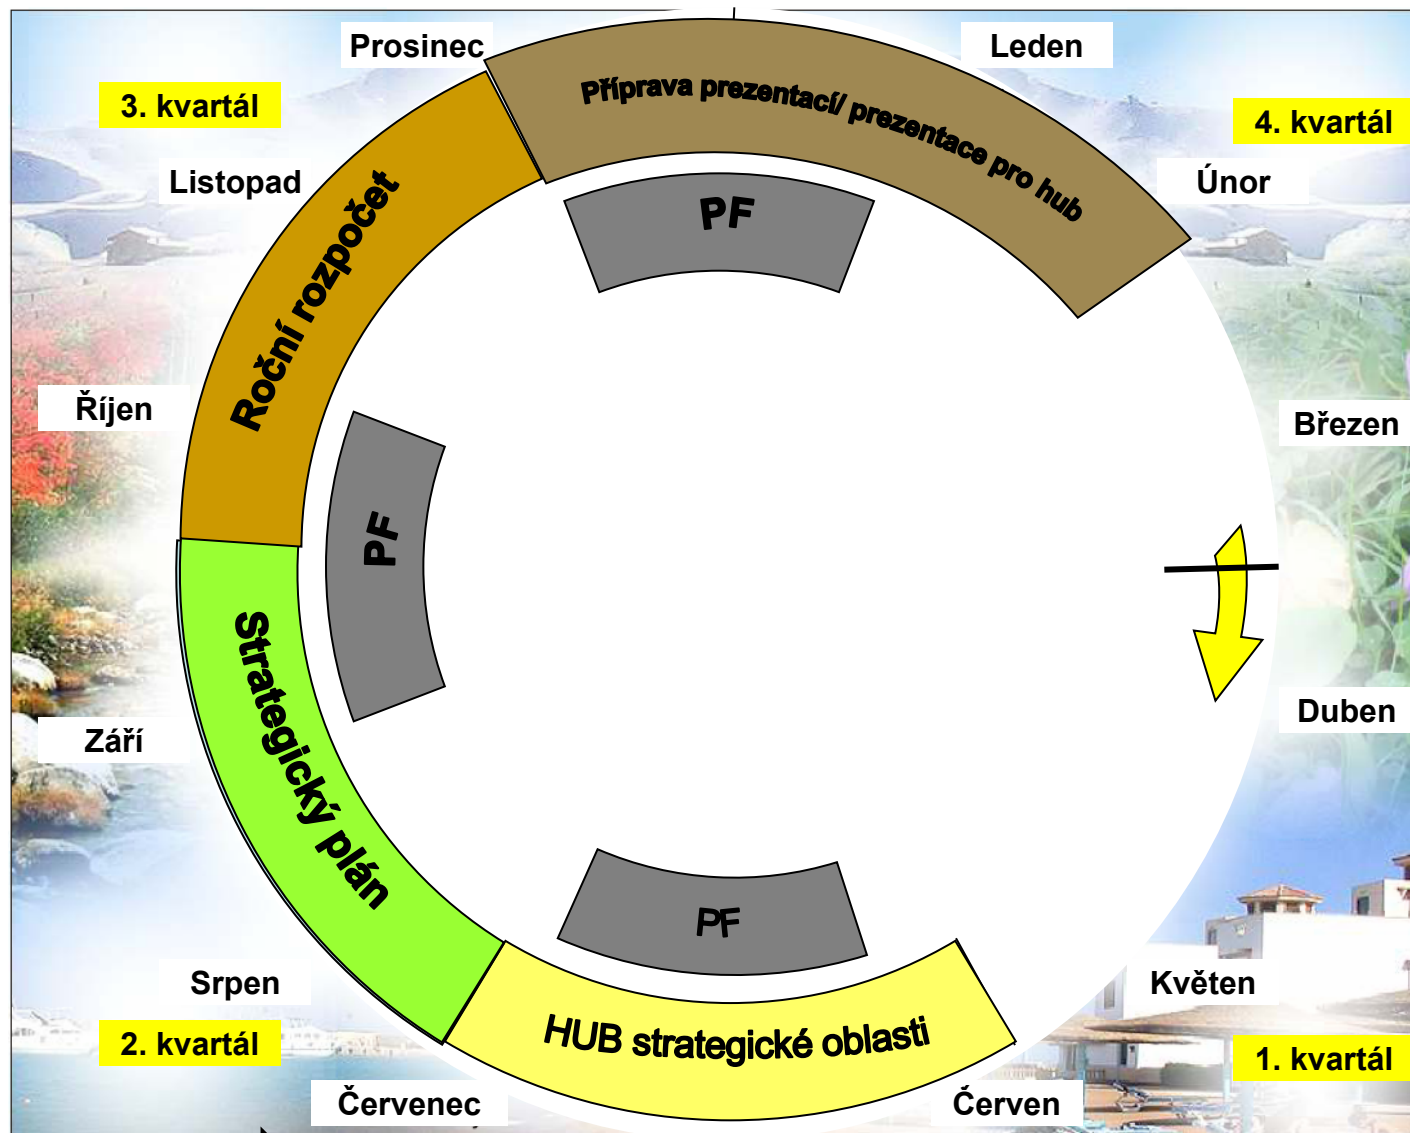 Prosinec
Leden
3. kvartál
Příprava prezentací/ prezentace pro hub
4. kvartál
Listopad
Únor
PF
Roční rozpočet
Říjen
Březen
PF
Strategický plán
Září
Duben
PF
Srpen
Květen
2. kvartál
HUB strategické oblasti
1. kvartál
Červenec
Ćerven